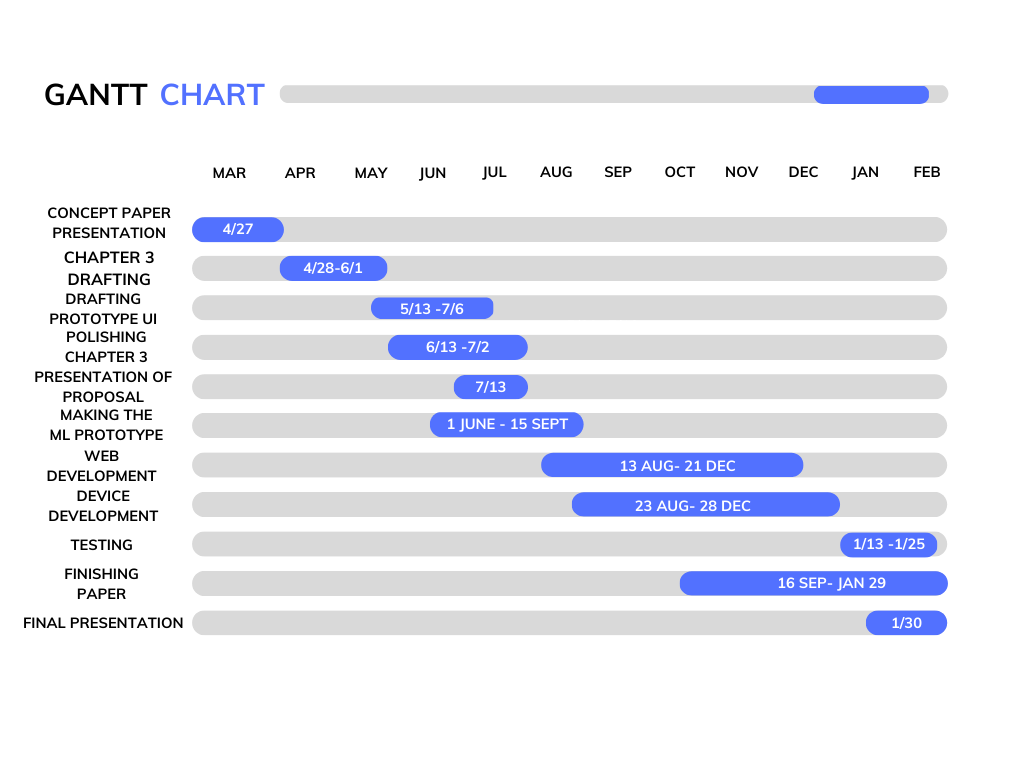 GANTT CHART
MAR APR MAY JUN JUL AUG SEP OCT NOV DEC JAN FEB
CONCEPT PAPER
PRESENTATION
4/27
CHAPTER 3
DRAFTING
4/28-6/1
DRAFTING
PROTOTYPE UI
5/13 -7/6
POLISHING
CHAPTER 3
6/13 -7/2
PRESENTATION OF
PROPOSAL
7/13
MAKING THE
ML PROTOTYPE
1 JUNE - 15 SEPT
WEB
DEVELOPMENT
13 AUG- 21 DEC
DEVICE
DEVELOPMENT
23 AUG- 28 DEC
TESTING
1/13 -1/25
FINISHING
PAPER
16 SEP- JAN 29
FINAL PRESENTATION
1/30